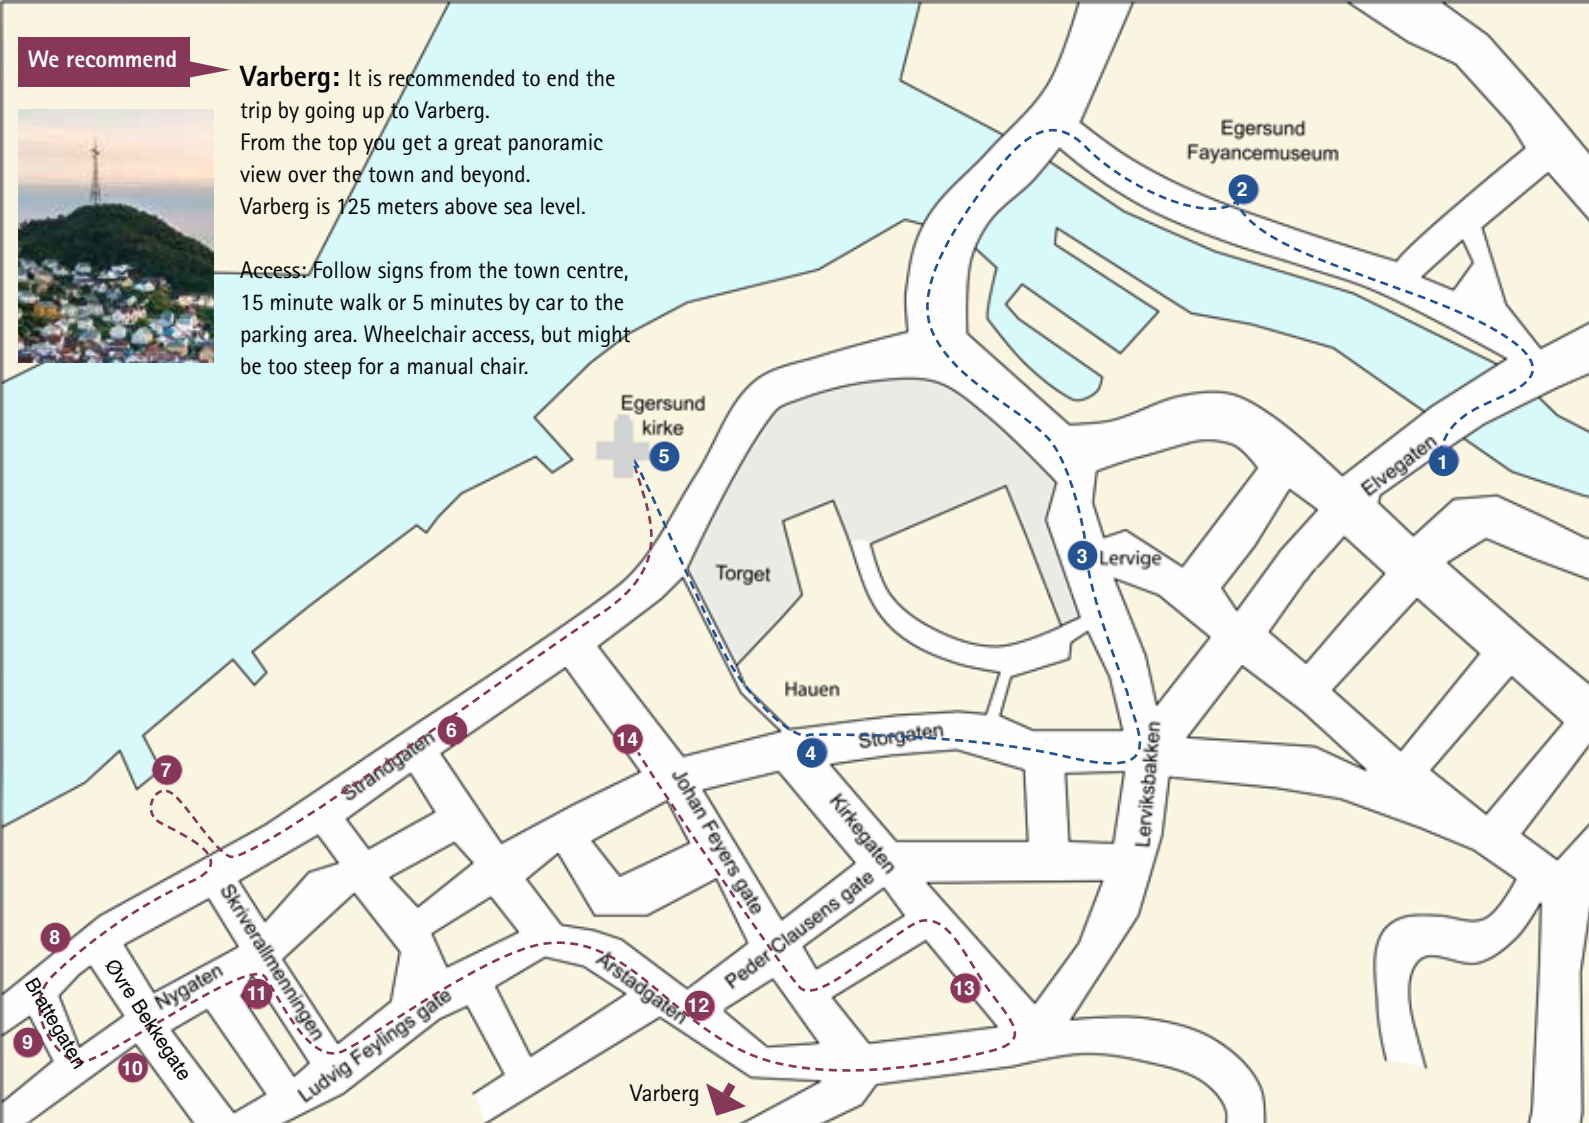 We recommend
Varberg: It is recommended to end the
trip by going up to Varberg.
From the top you get a great panoramic
view over the town and beyond.
Varberg is 125 meters above sea level.
Access: Follow signs from the town centre,
15 minute walk or 5 minutes by car to the
parking area. Wheelchair access, but might
be too steep for a manual chair.
Egersund
Fayancemuseum
2
Egersund
kirke
5
Elvegaten
1
3
Lervige
Torget
Hauen
Storgaten
4
6
14
Strandgaten
7
Johan Feyers gate
Kirkegaten
Lerviksbakken
Skriverallmenningen
Peder Clausens gate
8
Øvre Bekkegate
Nygaten
Brattegaten
11
Årstadgaten
12
13
9
10
Ludvig Feylings gate
Varberg